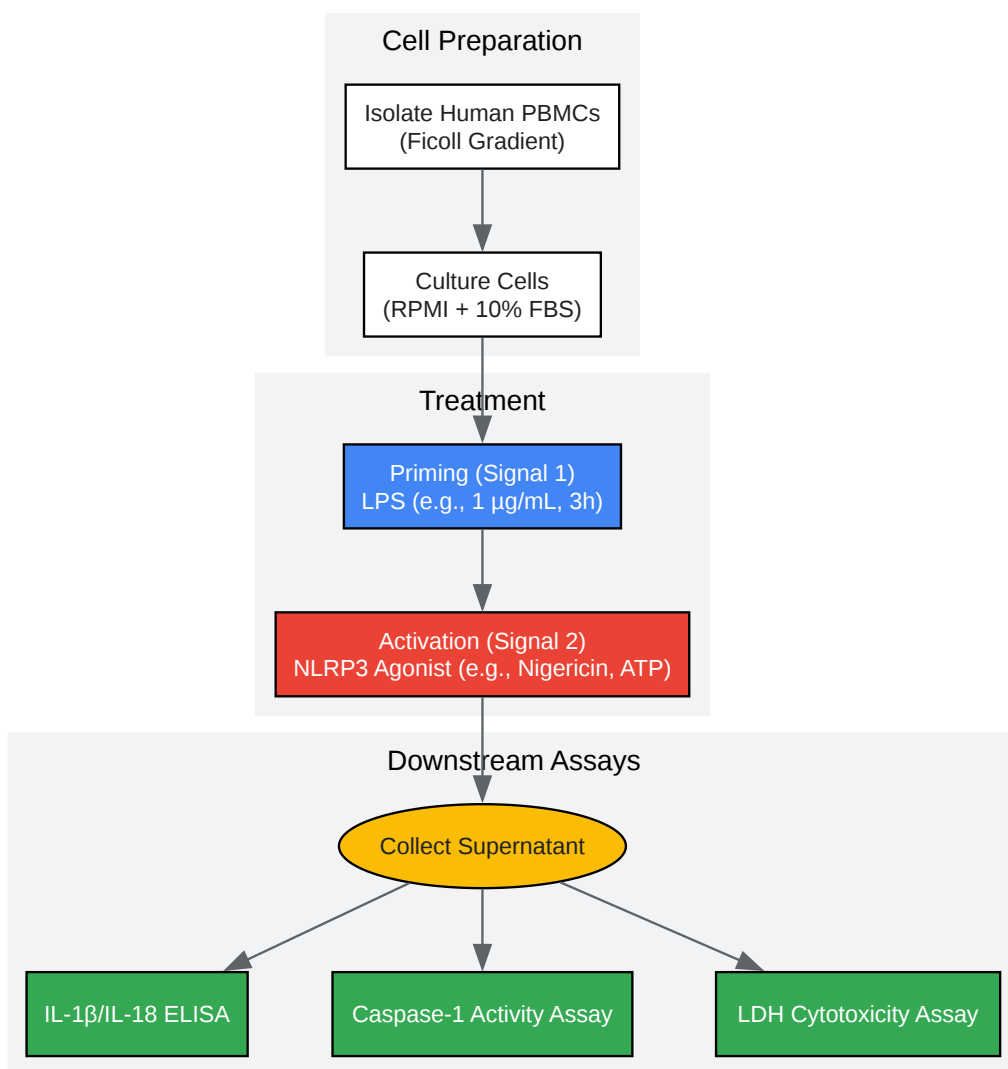 Cell Preparation
Isolate Human PBMCs
(Ficoll Gradient)
Culture Cells
(RPMI + 10% FBS)
Treatment
Priming (Signal 1)
LPS (e.g., 1 µg/mL, 3h)
Activation (Signal 2)
NLRP3 Agonist (e.g., Nigericin, ATP)
Downstream Assays
Collect Supernatant
IL-1β/IL-18 ELISA
Caspase-1 Activity Assay
LDH Cytotoxicity Assay